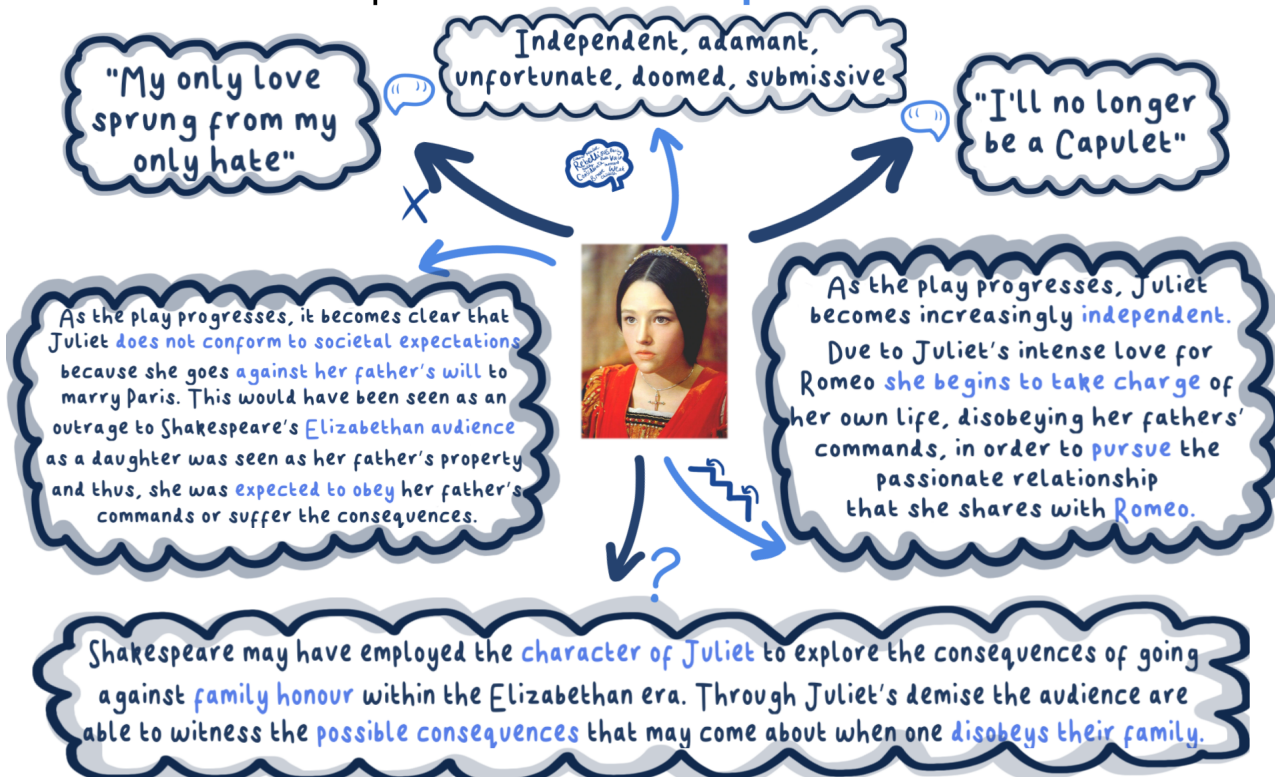 Independent, adamant,
unfortunate, doomed, submissive
"My only love
sprung from my
only hate"
"I'll no longer
be a Capulet"
As the play progresses, it becomes clear that
Juliet does not conform to societal expectations
because she goes against her father's will to
marry Paris. This would have been seen as an
outrage to Shakespeare's Elizabethan audience
as a daughter was seen as her father's property
and thus, she was expected to obey her father's
commands or suffer the consequences.
As the play progresses, Juliet
becomes increasingly independent.
Due to Juliet's intense love for
Romeo she begins to take charge of
her own life, disobeying her fathers'
commands, in order to pursue the
passionate relationship
that she shares with Romeo.
?
Shakespeare may have employed the character of Juliet to explore the consequences of going
against family honour within the Elizabethan era. Through Juliet's demise the audience are
able to witness the possible consequences that may come about when one disobeys their family.